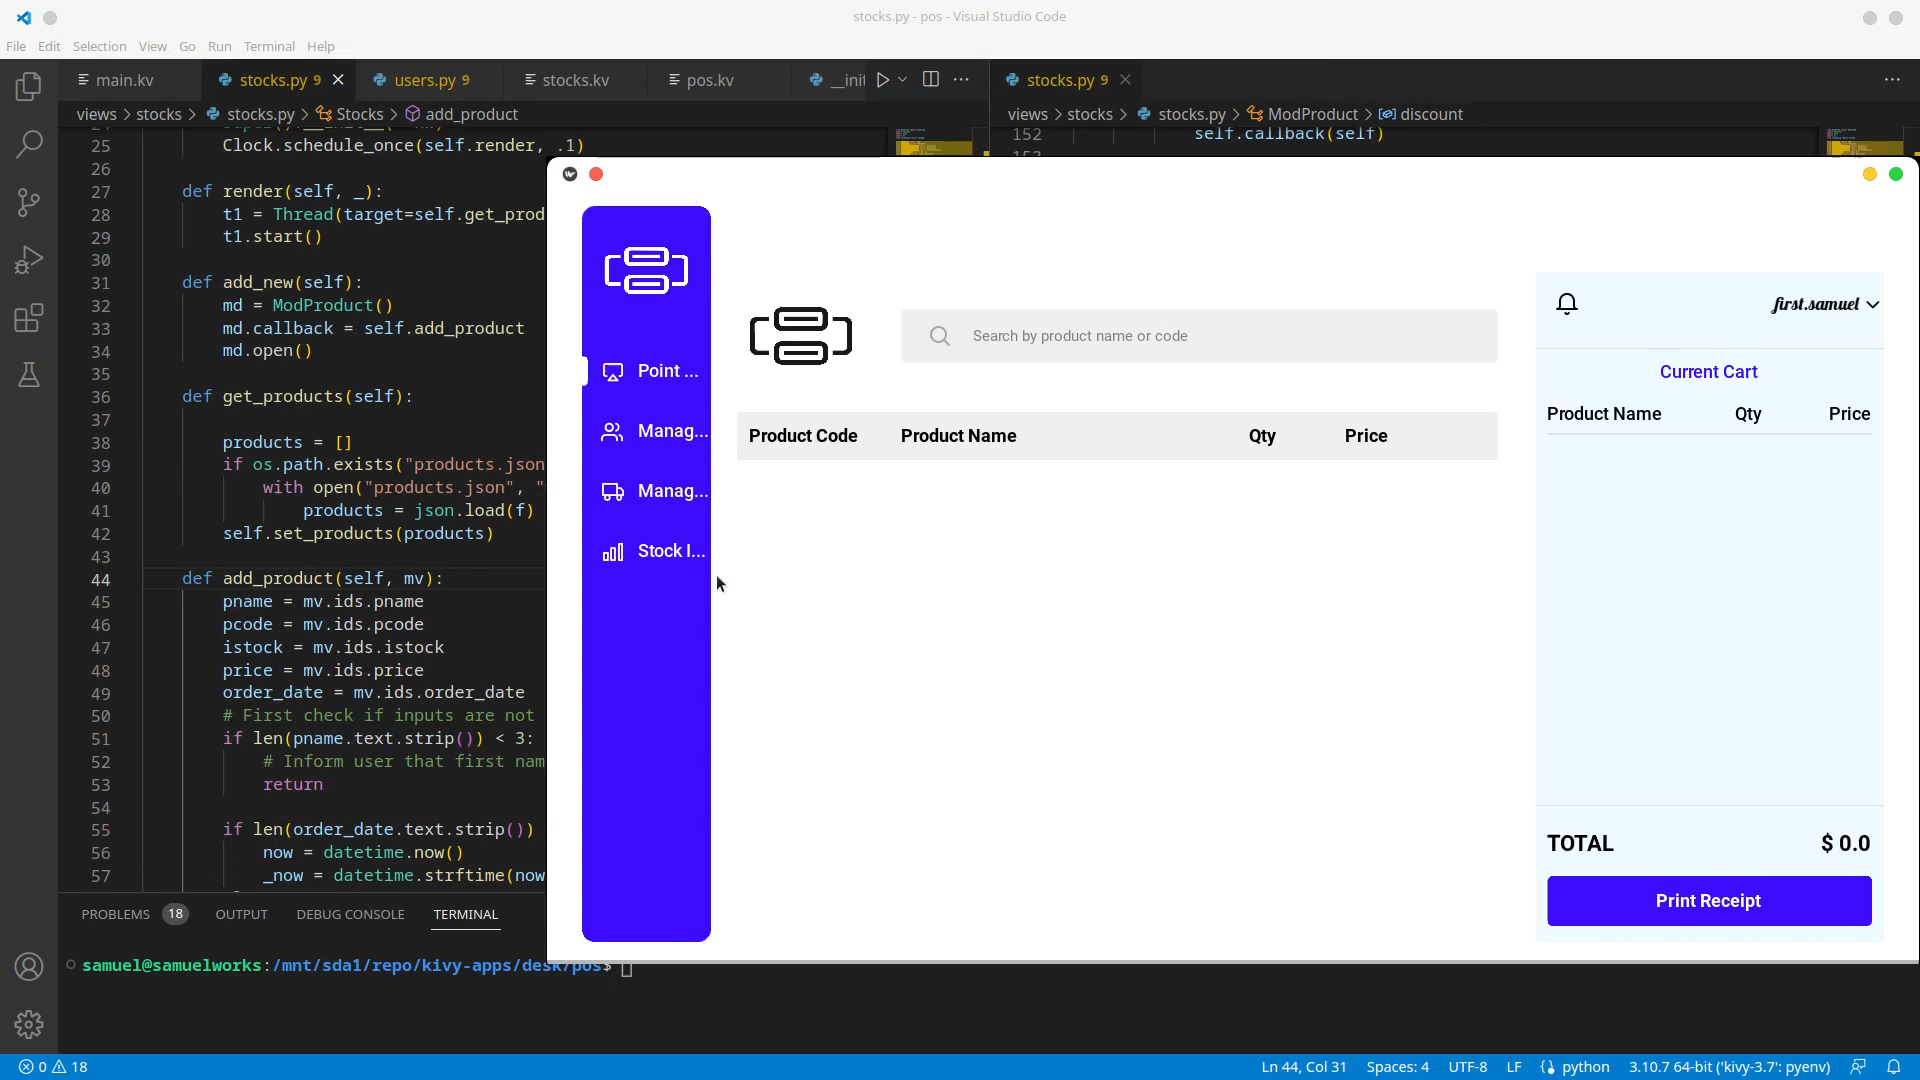 stocks.py - pos - Visual Studio Code
File Edit Selection View Go Run Terminal Help
main.kv stocks.py 9 users.py 9 stocks.kv pos.kv __init stocks.py 9
views > stocks > stocks.py > Stocks > add_product
views > stocks > stocks.py > ModProduct > discount
152 self.callback(self)
25 Clock.schedule_once(self.render, .1)
26
27 def render(self, _):
28 t1 = Thread(target=self.get_prod
29 t1.start()
30
31 def add_new(self):
32 md = ModProduct()
33 md.callback = self.add_product
34 md.open()
35
36 def get_products(self):
37
38 products = []
39 if os.path.exists("products.json
40 with open("products.json", "
41 products = json.load(f)
42 self.set_products(products)
43
44 def add_product(self, mv):
45 pname = mv.ids.pname
46 pcode = mv.ids.pcode
47 istock = mv.ids.istock
48 price = mv.ids.price
49 order_date = mv.ids.order_date
50 # First check if inputs are not
51 if len(pname.text.strip()) < 3:
52 # Inform user that first nam
53 return
54
55 if len(order_date.text.strip())
56 now = datetime.now()
57 _now = datetime.strftime(now
Point ...
Manag...
Manag...
Stock I...
Search by product name or code
Product Code Product Name Qty Price
first.samuel
Current Cart
Product Name Qty Price
TOTAL $ 0.0
Print Receipt
PROBLEMS 18 OUTPUT DEBUG CONSOLE TERMINAL
samuel@samuelworks:/mnt/sda1/repo/kivy-apps/desk/pos$
0 18 Ln 44, Col 31 Spaces: 4 UTF-8 LF python 3.10.7 64-bit ('kivy-3.7': pyenv)